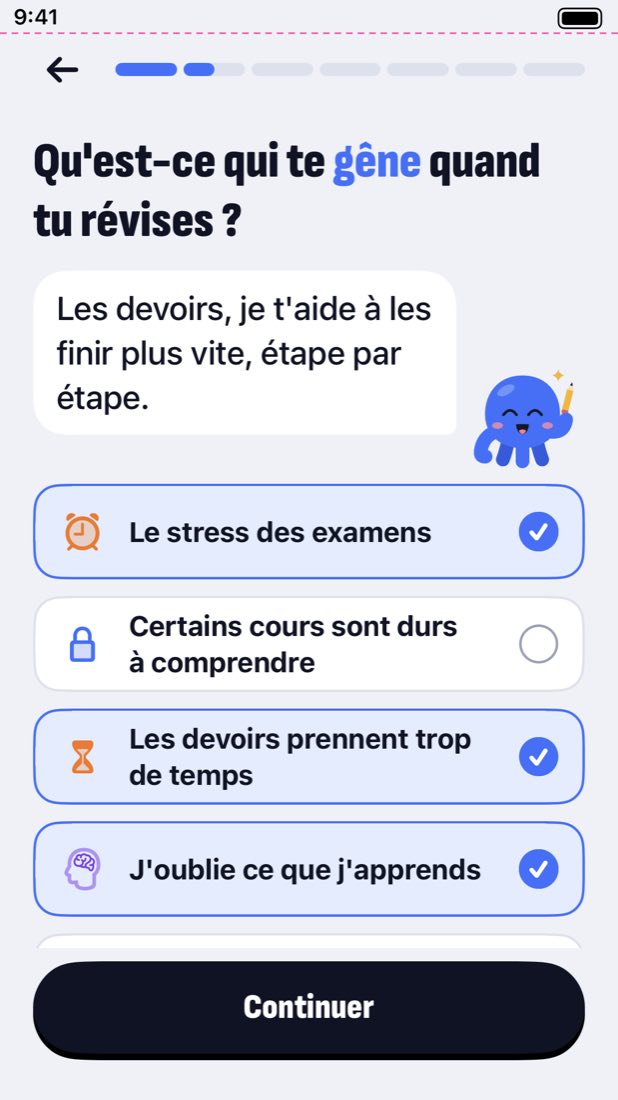 9:41
Qu'est-ce qui te gêne quand
tu révises ?
Les devoirs, je t'aide à les
finir plus vite, étape par
étape.
Le stress des examens
Certains cours sont durs
à comprendre
Les devoirs prennent trop
de temps
J'oublie ce que j'apprends
Continuer